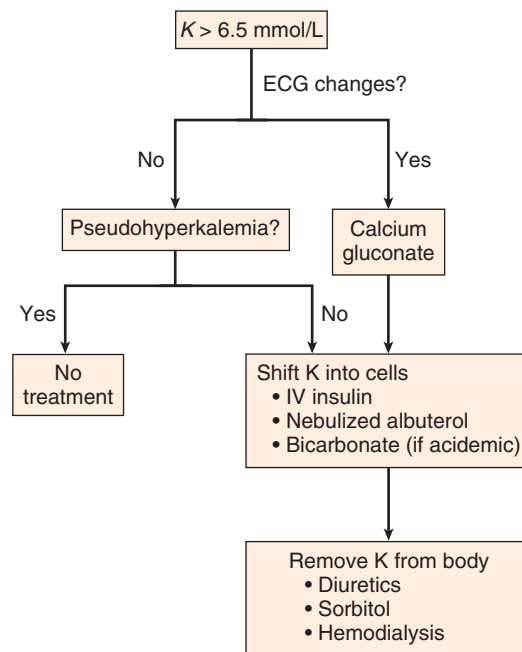 K > 6.5 mmol/L
ECG changes?
No
Yes
Pseudohyperkalemia?
Calcium
gluconate
Yes
No
No
treatment
Shift K into cells
• IV insulin
• Nebulized albuterol
• Bicarbonate (if acidemic)
Remove K from body
• Diuretics
• Sorbitol
• Hemodialysis